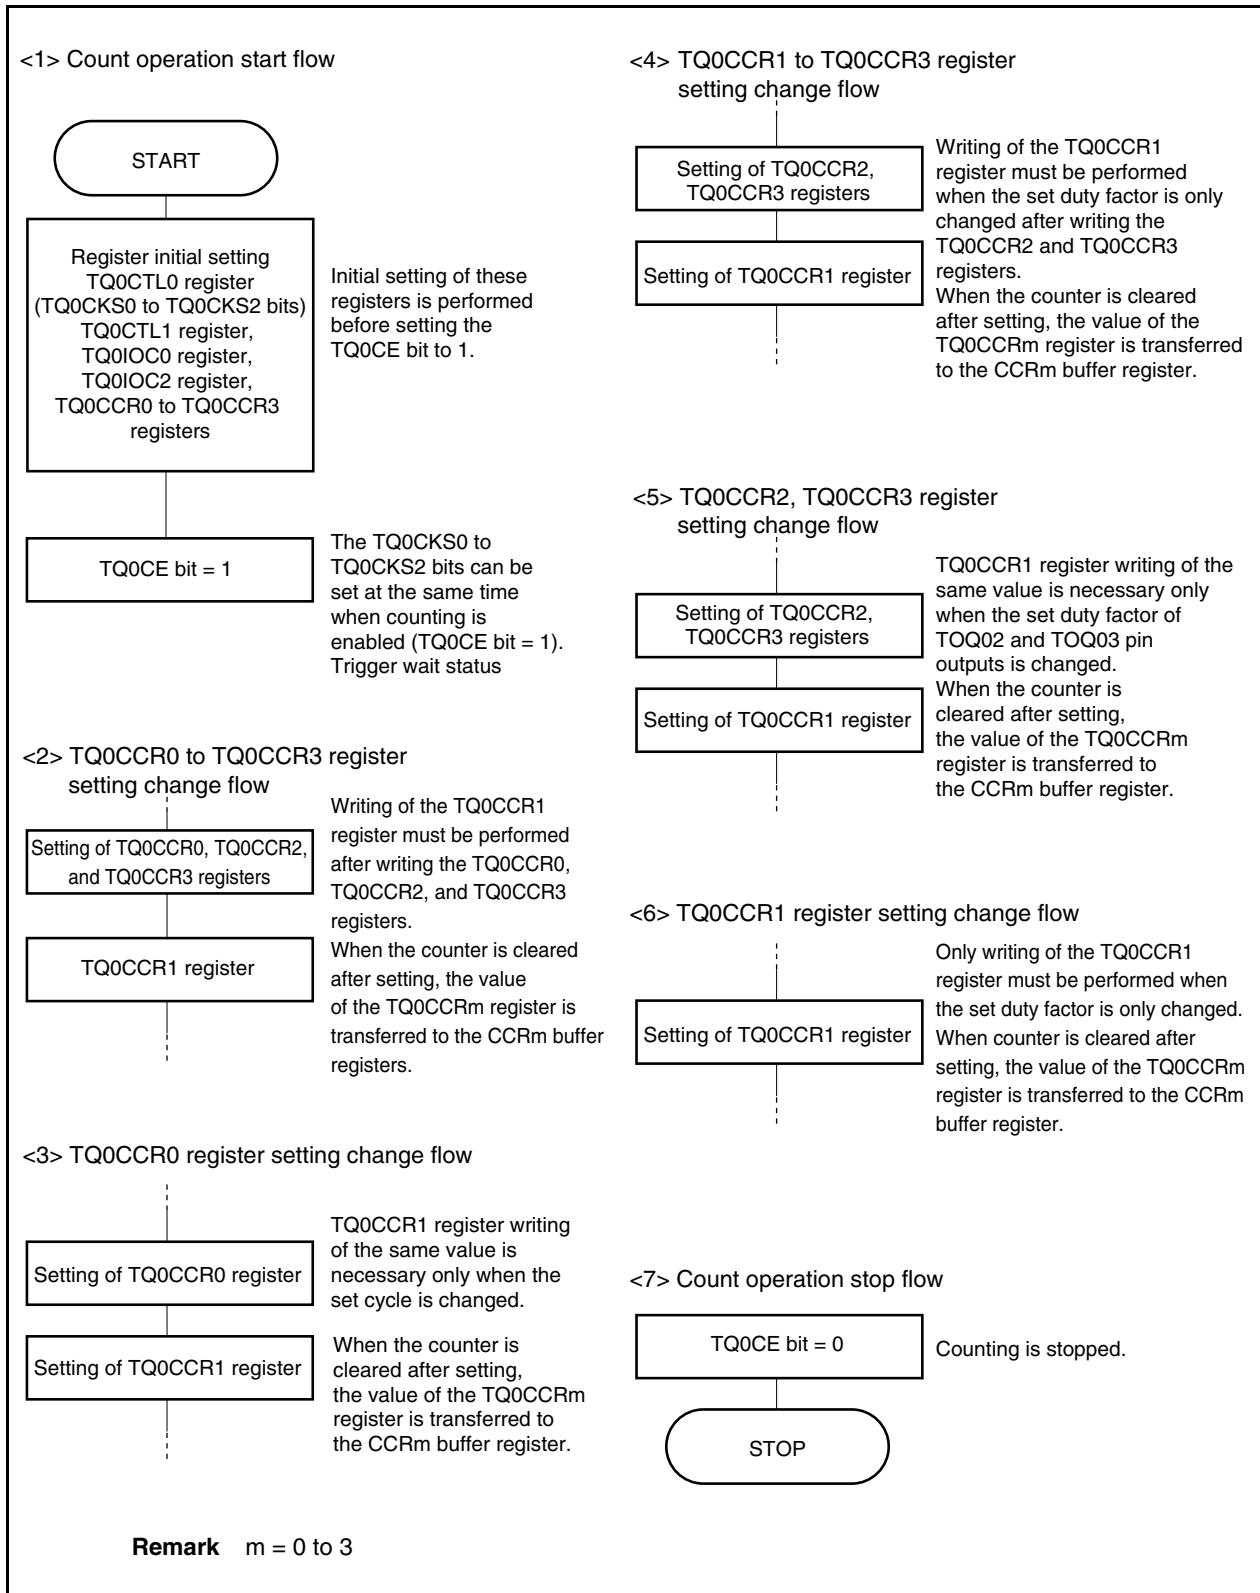 <1> Count operation start flow
START
Register initial setting
TQ0CTL0 register
(TQ0CKS0 to TQ0CKS2 bits)
TQ0CTL1 register,
TQ0IOC0 register,
TQ0IOC2 register,
TQ0CCR0 to TQ0CCR3
registers
Initial setting of these
registers is performed
before setting the
TQ0CE bit to 1.
TQ0CE bit = 1
The TQ0CKS0 to
TQ0CKS2 bits can be
set at the same time
when counting is
enabled (TQ0CE bit = 1).
Trigger wait status
<2> TQ0CCR0 to TQ0CCR3 register
setting change flow
Setting of TQ0CCR0, TQ0CCR2,
and TQ0CCR3 registers
TQ0CCR1 register
Writing of the TQ0CCR1
register must be performed
after writing the TQ0CCR0,
TQ0CCR2, and TQ0CCR3
registers.
When the counter is cleared
after setting, the value
of the TQ0CCRm register is
transferred to the CCRm buffer
registers.
<3> TQ0CCR0 register setting change flow
Setting of TQ0CCR0 register
TQ0CCR1 register writing
of the same value is
necessary only when the
set cycle is changed.
Setting of TQ0CCR1 register
When the counter is
cleared after setting,
the value of the TQ0CCRm
register is transferred to
the CCRm buffer register.
<4> TQ0CCR1 to TQ0CCR3 register
setting change flow
Setting of TQ0CCR2,
TQ0CCR3 registers
Setting of TQ0CCR1 register
Writing of the TQ0CCR1
register must be performed
when the set duty factor is only
changed after writing the
TQ0CCR2 and TQ0CCR3
registers.
When the counter is cleared
after setting, the value of the
TQ0CCRm register is transferred
to the CCRm buffer register.
<5> TQ0CCR2, TQ0CCR3 register
setting change flow
Setting of TQ0CCR2,
TQ0CCR3 registers
Setting of TQ0CCR1 register
TQ0CCR1 register writing of the
same value is necessary only
when the set duty factor of
TOQ02 and TOQ03 pin
outputs is changed.
When the counter is
cleared after setting,
the value of the TQ0CCRm
register is transferred to
the CCRm buffer register.
<6> TQ0CCR1 register setting change flow
Setting of TQ0CCR1 register
Only writing of the TQ0CCR1
register must be performed when
the set duty factor is only changed.
When counter is cleared after
setting, the value of the TQ0CCRm
register is transferred to the CCRm
buffer register.
<7> Count operation stop flow
TQ0CE bit = 0
Counting is stopped.
STOP
Remark m = 0 to 3